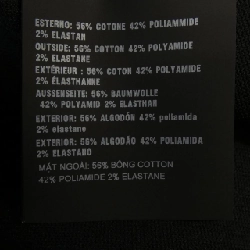 ESTERNO: 56% COTONE 42% POLIAMMIDE
2% ELASTAN
OUTSIDE: 56% COTTON 42% POLYAMIDE
2% ELASTANE
EXTÉRIEUR : 56% COTON 42% POLYAMIDE
2% ÉLASTHANNE
AUSSENSEITE: 56% BAUMWOLLE
42% POLYAMID 2% ELASTHAN
EXTERIOR: 56% ALGODÓN 42% poliamida
2% elastano
EXTERIOR: 56% ALGODÃO 42% POLIAMIDA
2% ELASTANO
MẶT NGOÀI: 56% BÔNG COTTON
42% POLIAMIDE 2% ELASTANE